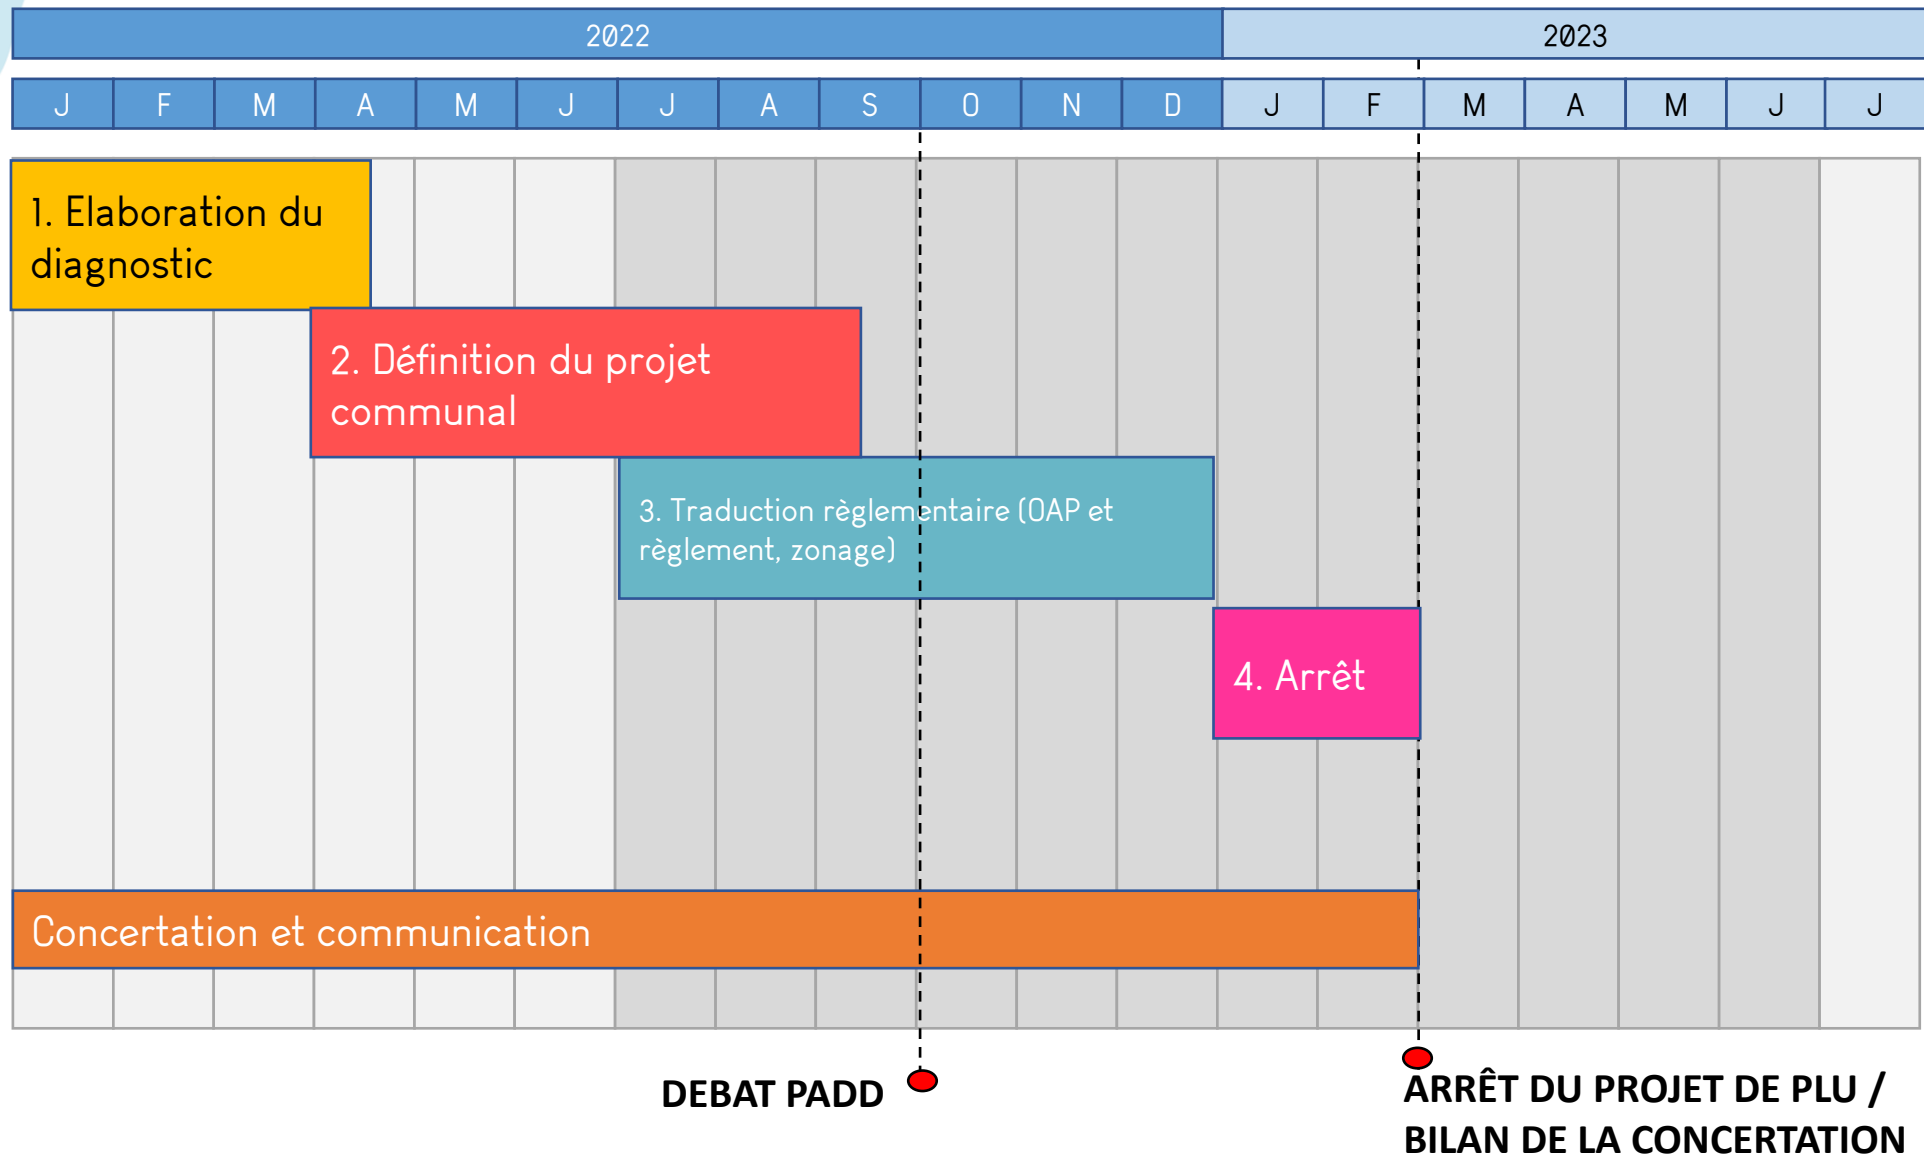 2022 2023
J F M A M J J A S O N D J F M A M J J
1. Elaboration du
diagnostic
2. Définition du projet
communal
3. Traduction règlementaire (OAP et
règlement, zonage)
4. Arrêt
Concertation et communication
DEBAT PADD
ARRÊT DU PROJET DE PLU /
BILAN DE LA CONCERTATION